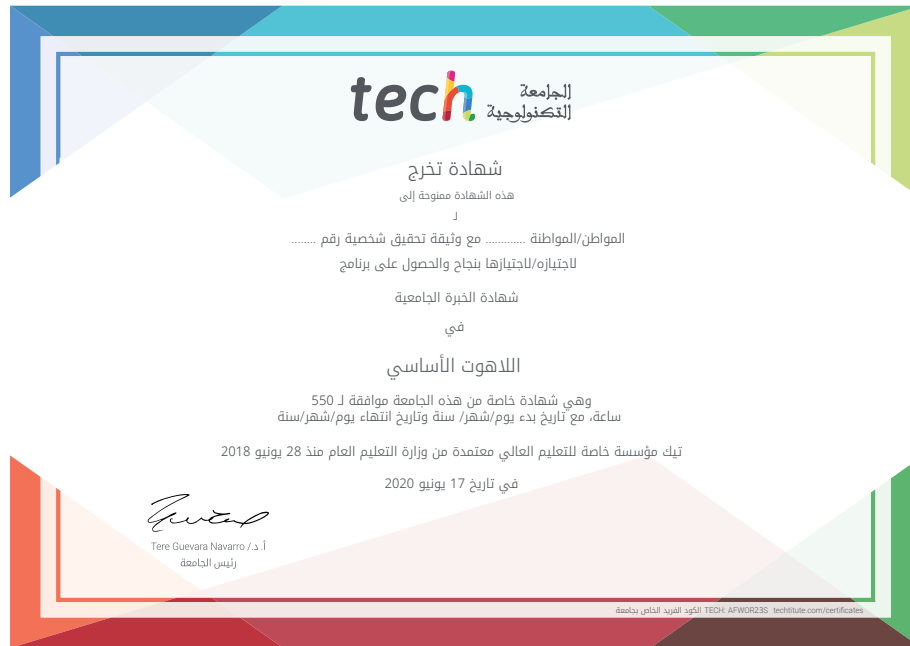 tech الجامعة
التكنولوجية
شهادة تخرج
هذه الشهادة ممنوحة إلى
لـ
المواطن/المواطنة ............ مع وثيقة تحقيق شخصية رقم ........
لاجتيازه/لاجتيازها بنجاح والحصول على برنامج
شهادة الخبرة الجامعية
في
اللاهوت الأساسي
وهي شهادة خاصة من هذه الجامعة موافقة لـ 550
ساعة، مع تاريخ بدء يوم/شهر/ سنة وتاريخ انتهاء يوم/شهر/سنة
تيك مؤسسة خاصة للتعليم العالي معتمدة من وزارة التعليم العام منذ 28 يونيو 2018
في تاريخ 17 يونيو 2020
أ.د./ Tere Guevara Navarro
رئيس الجامعة
الكود الفريد الخاص بجامعة TECH: AFWOR23S techtitute.com/certificates